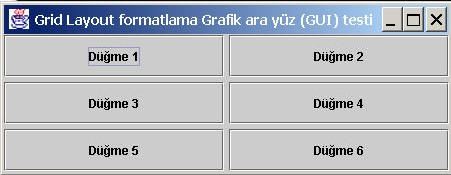 Grid Layout formatlama Grafik ara yüz (GUI) testi
Düğme 1
Düğme 2
Düğme 3
Düğme 4
Düğme 5
Düğme 6